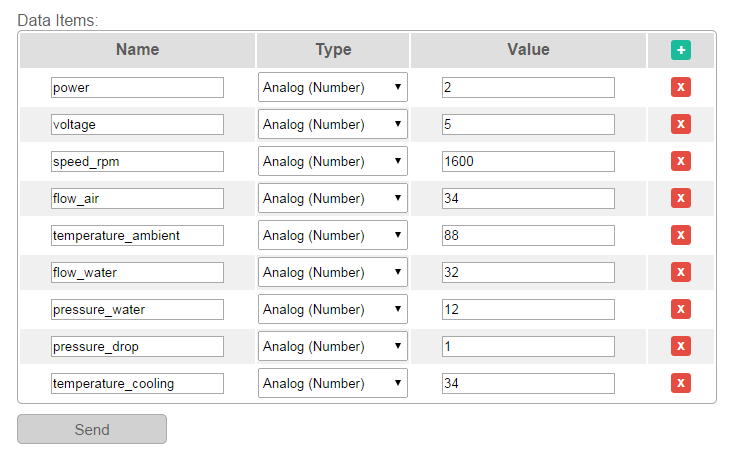 Data Items:
Name Type Value +
power Analog (Number) 2 x
voltage Analog (Number) 5 x
speed_rpm Analog (Number) 1600 x
flow_air Analog (Number) 34 x
temperature_ambient Analog (Number) 88 x
flow_water Analog (Number) 32 x
pressure_water Analog (Number) 12 x
pressure_drop Analog (Number) 1 x
temperature_cooling Analog (Number) 34 x
Send